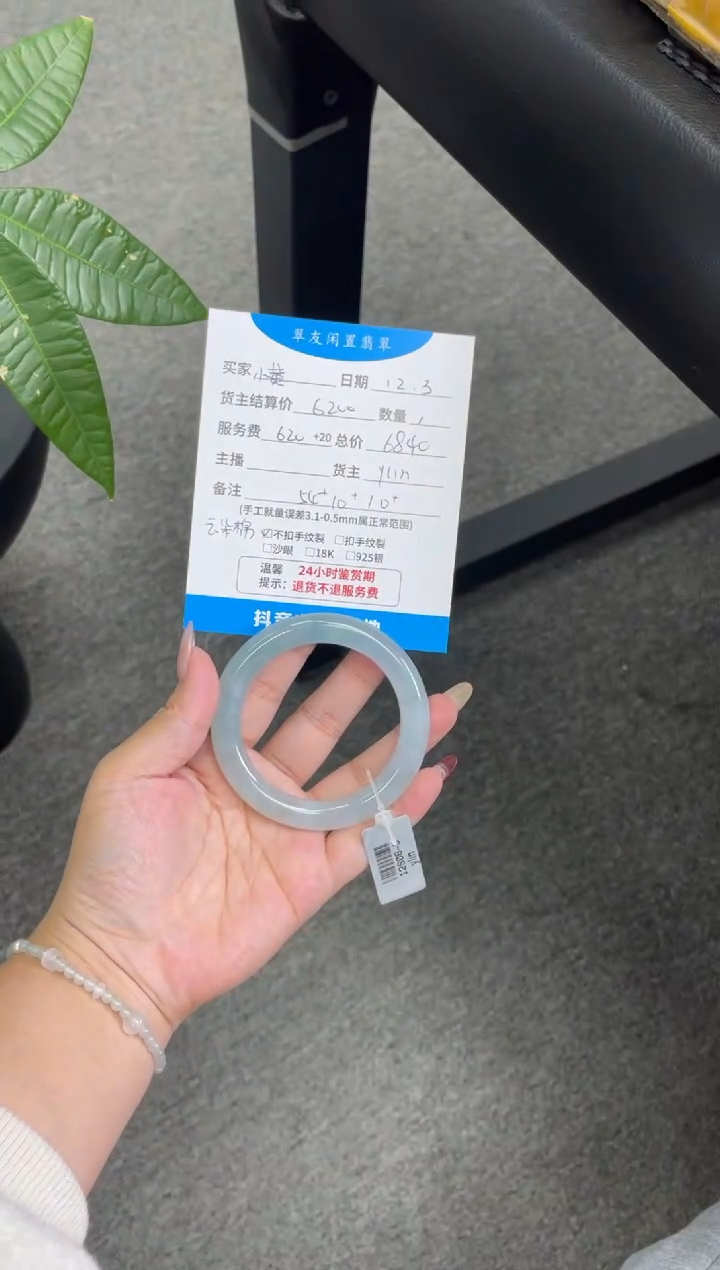 翠友闲置翡翠
买家 小黄 日期 12.3
货主结算价 6200 数量 1
服务费 620 +20 总价 6840
主播 货主 ylin
备注 54+ 10+ 10+
(手工就量误差3.1-0.5mm属正常范围)
云朵棉 ☑不扣手纹裂 □扣手纹裂
□沙眼 □18K □925银
温馨 24小时鉴赏期
提示: 退货不退服务费
抖音
ylin